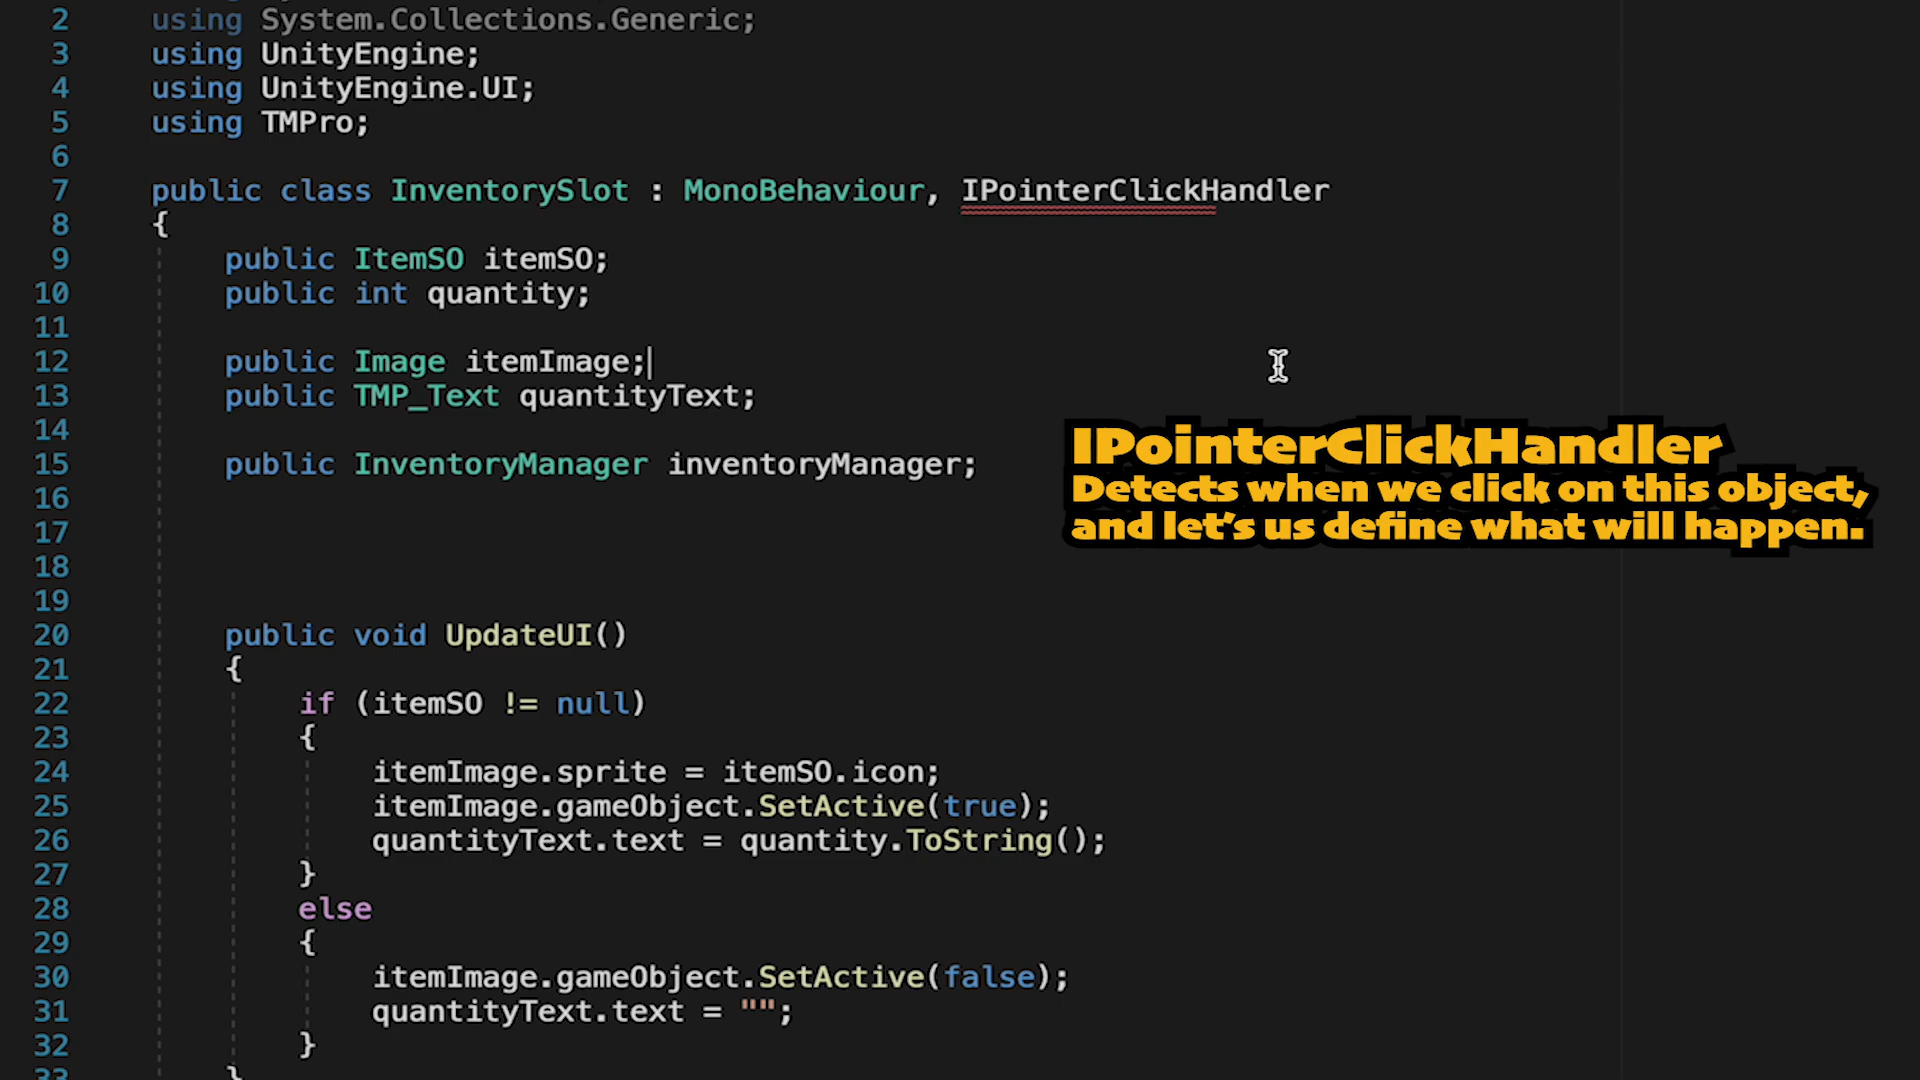 2 using System.Collections.Generic;
3 using UnityEngine;
4 using UnityEngine.UI;
5 using TMPro;
6
7 public class InventorySlot : MonoBehaviour, IPointerClickHandler
8 {
9 public ItemSO itemSO;
10 public int quantity;
11
12 public Image itemImage;
13 public TMP_Text quantityText;
14
15 public InventoryManager inventoryManager;
16
17
18
19
IPointerClickHandler
Detects when we click on this object,
and let's us define what will happen.
20 public void UpdateUI()
21 {
22 if (itemSO != null)
23 {
24 itemImage.sprite = itemSO.icon;
25 itemImage.gameObject.SetActive(true);
26 quantityText.text = quantity.ToString();
27 }
28 else
29 {
30 itemImage.gameObject.SetActive(false);
31 quantityText.text = "";
32 }
33 }